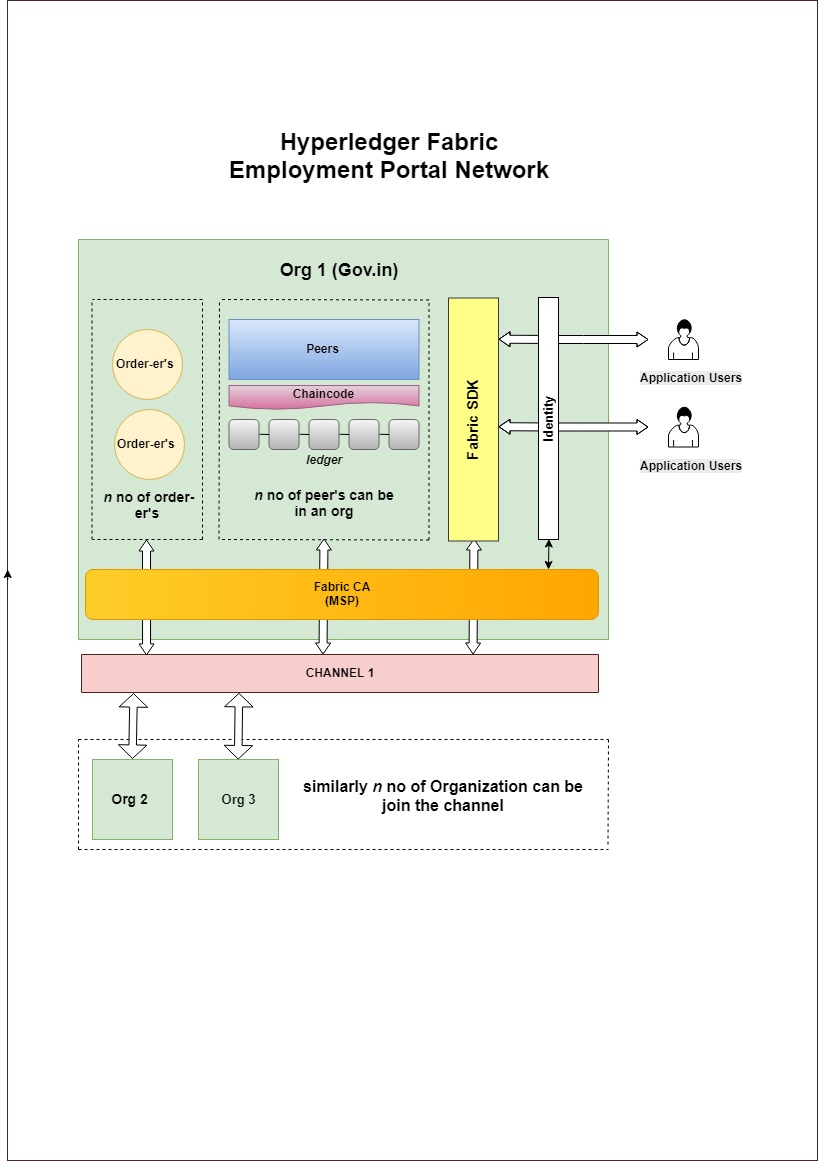 Hyperledger Fabric
Employment Portal Network
Org 1 (Gov.in)
Order-er's
Order-er's
n no of order-
er's
Peers
Chaincode
ledger
n no of peer's can be
in an org
Fabric SDK
Identity
Application Users
Application Users
Fabric CA
(MSP)
CHANNEL 1
Org 2
Org 3
similarly n no of Organization can be
join the channel